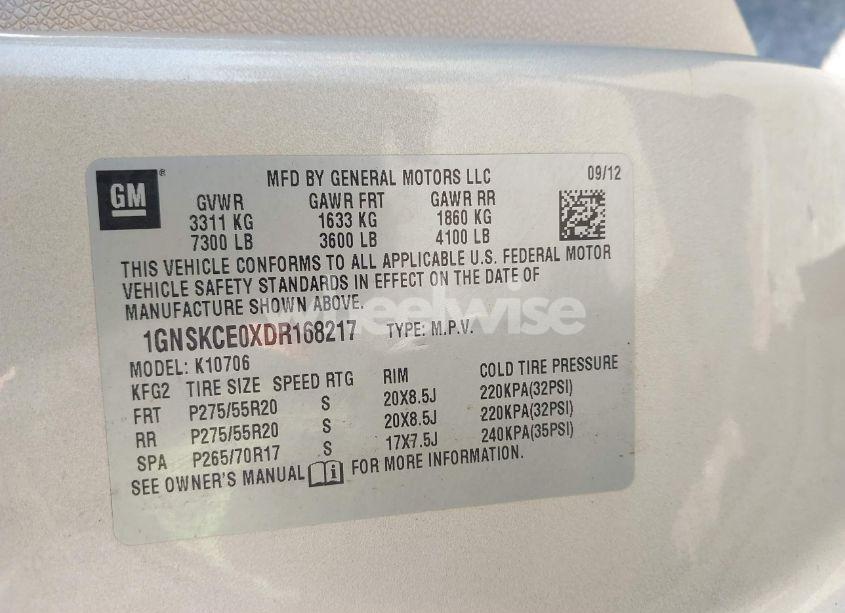 GM ® MFD BY GENERAL MOTORS LLC 09/12
GVWR GAWR FRT GAWR RR
3311 KG 1633 KG 1860 KG
7300 LB 3600 LB 4100 LB
THIS VEHICLE CONFORMS TO ALL APPLICABLE U.S. FEDERAL MOTOR
VEHICLE SAFETY STANDARDS IN EFFECT ON THE DATE OF
MANUFACTURE SHOWN ABOVE.
wheelwise
1GNSKCE0XDR168217 TYPE: M.P.V.
MODEL: K10706
KFG2 TIRE SIZE SPEED RTG RIM COLD TIRE PRESSURE
FRT P275/55R20 S 20X8.5J 220KPA(32PSI)
RR P275/55R20 S 20X8.5J 220KPA(32PSI)
SPA P265/70R17 S 17X7.5J 240KPA(35PSI)
SEE OWNER'S MANUAL i FOR MORE INFORMATION.